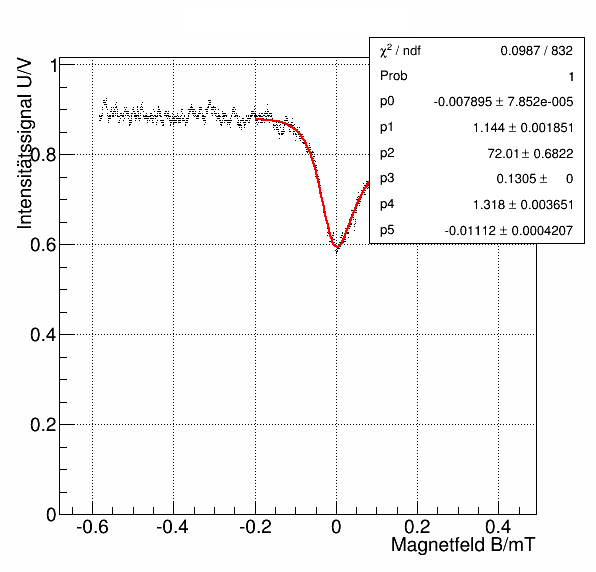 χ² / ndf 0.0987 / 832
Prob 1
p0 -0.007895 ± 7.852e-005
p1 1.144 ± 0.001851
p2 72.01 ± 0.6822
p3 0.1305 ± 0
p4 1.318 ± 0.003651
p5 -0.01112 ± 0.0004207
Intensitätssignal U/V
1
0.8
0.6
0.4
0.2
0
-0.6 -0.4 -0.2 0 0.2 0.4
Magnetfeld B/mT